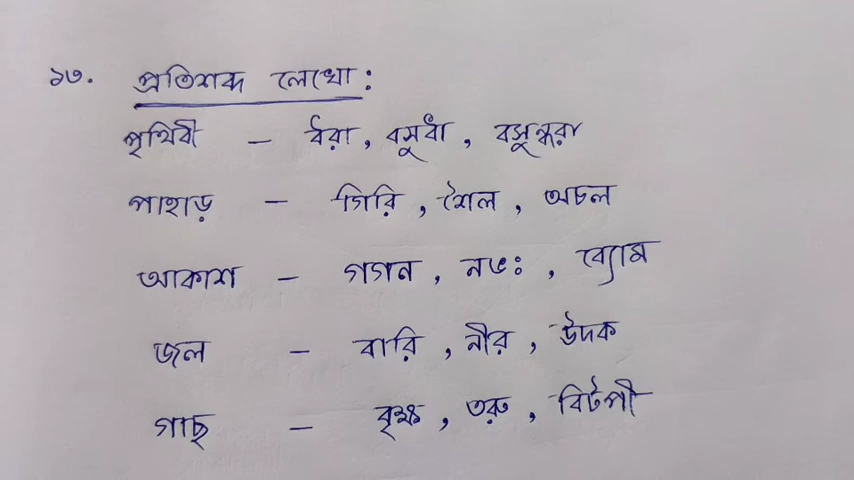 ১৩. প্রতিশব্দ লেখো :
পৃথিবী – ধরা , বসুধা , বসুন্ধরা
পাহাড় – গিরি , শৈল , অচল
আকাশ – গগন , নভঃ , ব্যোম
জল – বারি , নীর , উদক
গাছ – বৃক্ষ , তরু , বিটপী